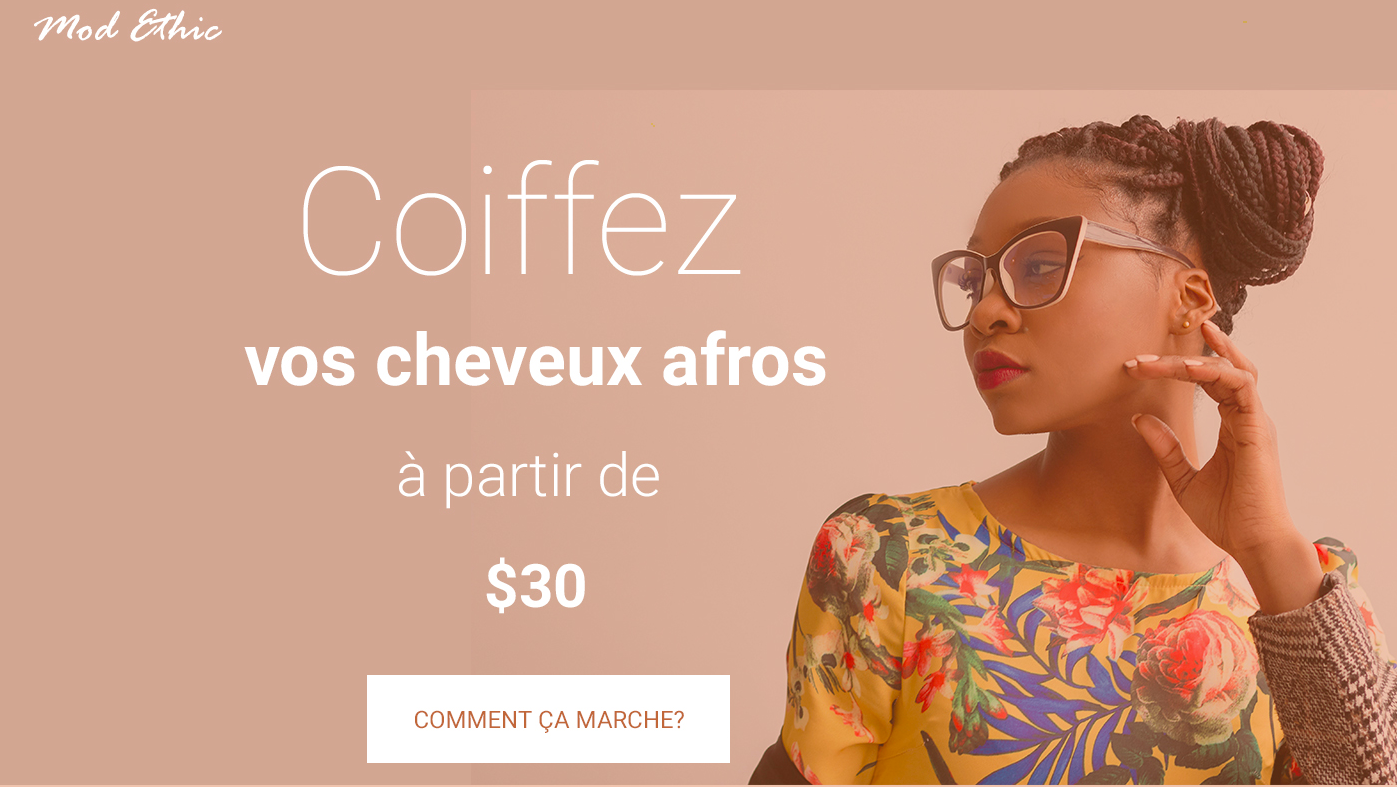 Mod Ethic
Coiffez
vos cheveux afros
à partir de
$30
COMMENT ÇA MARCHE?